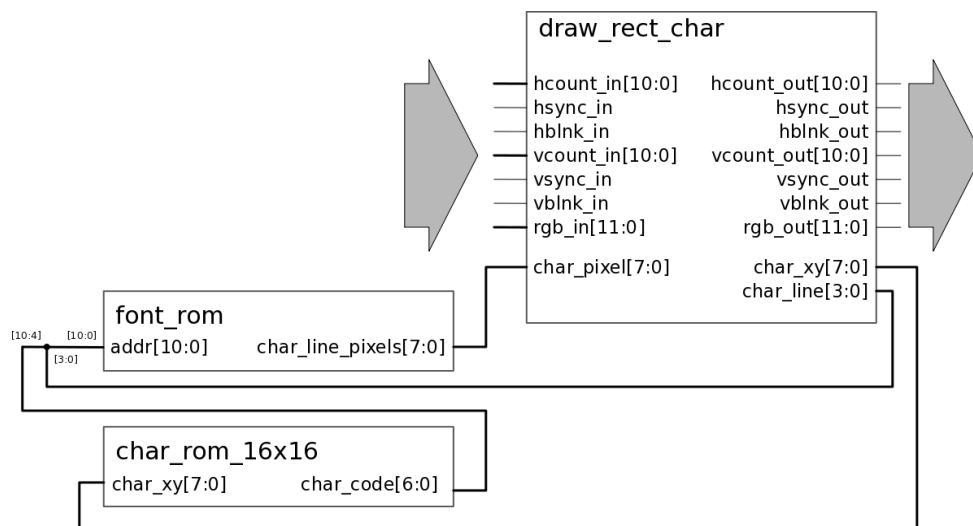 draw_rect_char
hcount_in[10:0] hcount_out[10:0]
hsync_in hsync_out
hblnk_in hblnk_out
vcount_in[10:0] vcount_out[10:0]
vsync_in vsync_out
vblnk_in vblnk_out
rgb_in[11:0] rgb_out[11:0]
char_pixel[7:0] char_xy[7:0]
char_line[3:0]
font_rom
[10:4] [10:0]
addr[10:0] char_line_pixels[7:0]
[3:0]
char_rom_16x16
char_xy[7:0] char_code[6:0]